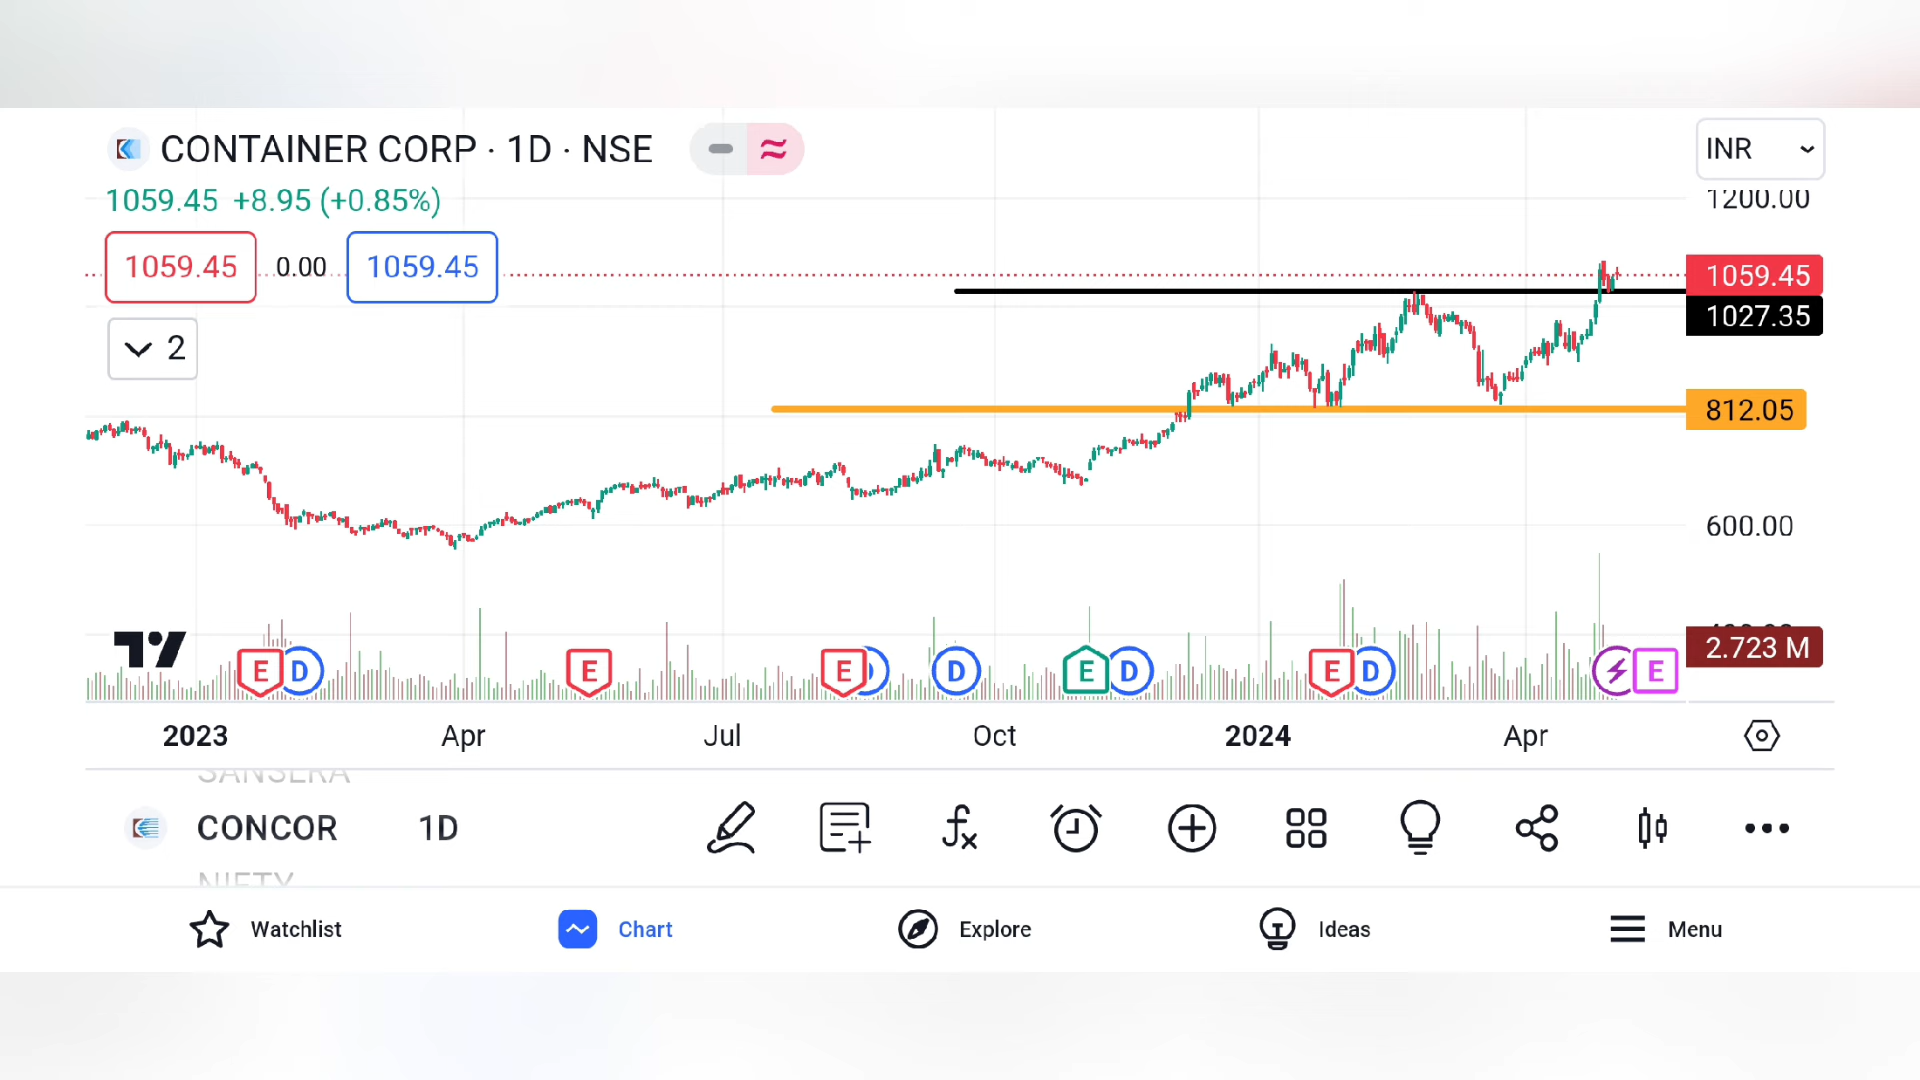 CONTAINER CORP · 1D · NSE
INR
1200.00
1059.45 +8.95 (+0.85%)
1059.45 0.00 1059.45
1059.45
1027.35
2
812.05
600.00
2.723 M
E D E E D D E D E D E
2023 Apr Jul Oct 2024 Apr
SANSERA
CONCOR 1D
NIFTY
Watchlist Chart Explore Ideas Menu